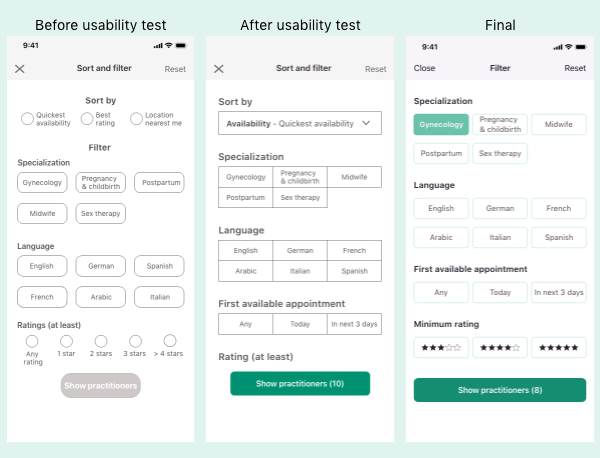 Before usability test
9:41
Sort and filter
Reset
Sort by
Quickest
availability
Best
rating
Location
nearest me
Filter
Specialization
Gynecology
Pregnancy
& childbirth
Postpartum
Midwife
Sex therapy
Language
English
German
Spanish
French
Arabic
Italian
Ratings (at least)
Any
rating
1 star
2 stars
3 stars
> 4 stars
Show practitioners
After usability test
Sort and filter
Reset
Sort by
Availability - Quickest availability
Specialization
Gynecology
Pregnancy
& childbirth
Midwife
Postpartum
Sex therapy
Language
English
German
French
Arabic
Italian
Spanish
First available appointment
Any
Today
In next 3 days
Rating (at least)
Show practitioners (10)
Final
9:41
Close
Filter
Reset
Specialization
Gynecology
Pregnancy
& childbirth
Midwife
Postpartum
Sex therapy
Language
English
German
French
Arabic
Italian
Spanish
First available appointment
Any
Today
In next 3 days
Minimum rating
★★★☆☆
★★★★☆
★★★★★
Show practitioners (8)